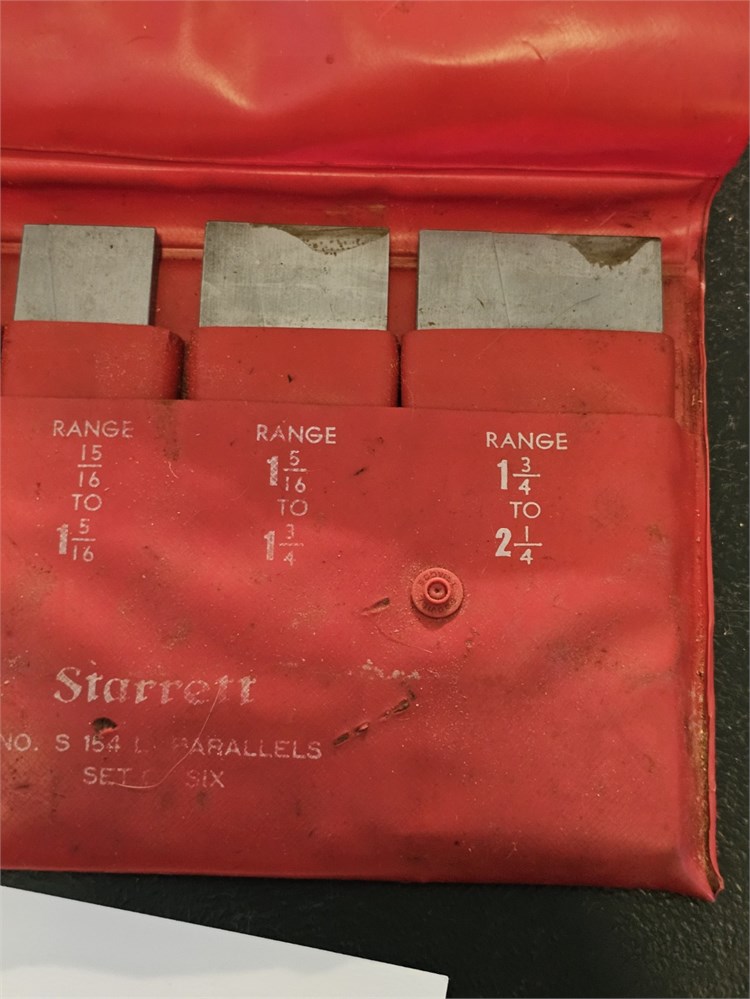 RANGE
15/16
TO
1 5/16
RANGE
1 5/16
TO
1 3/4
RANGE
1 3/4
TO
2 1/4
Starrett
NO. S 154 L PARALLELS
SET SIX